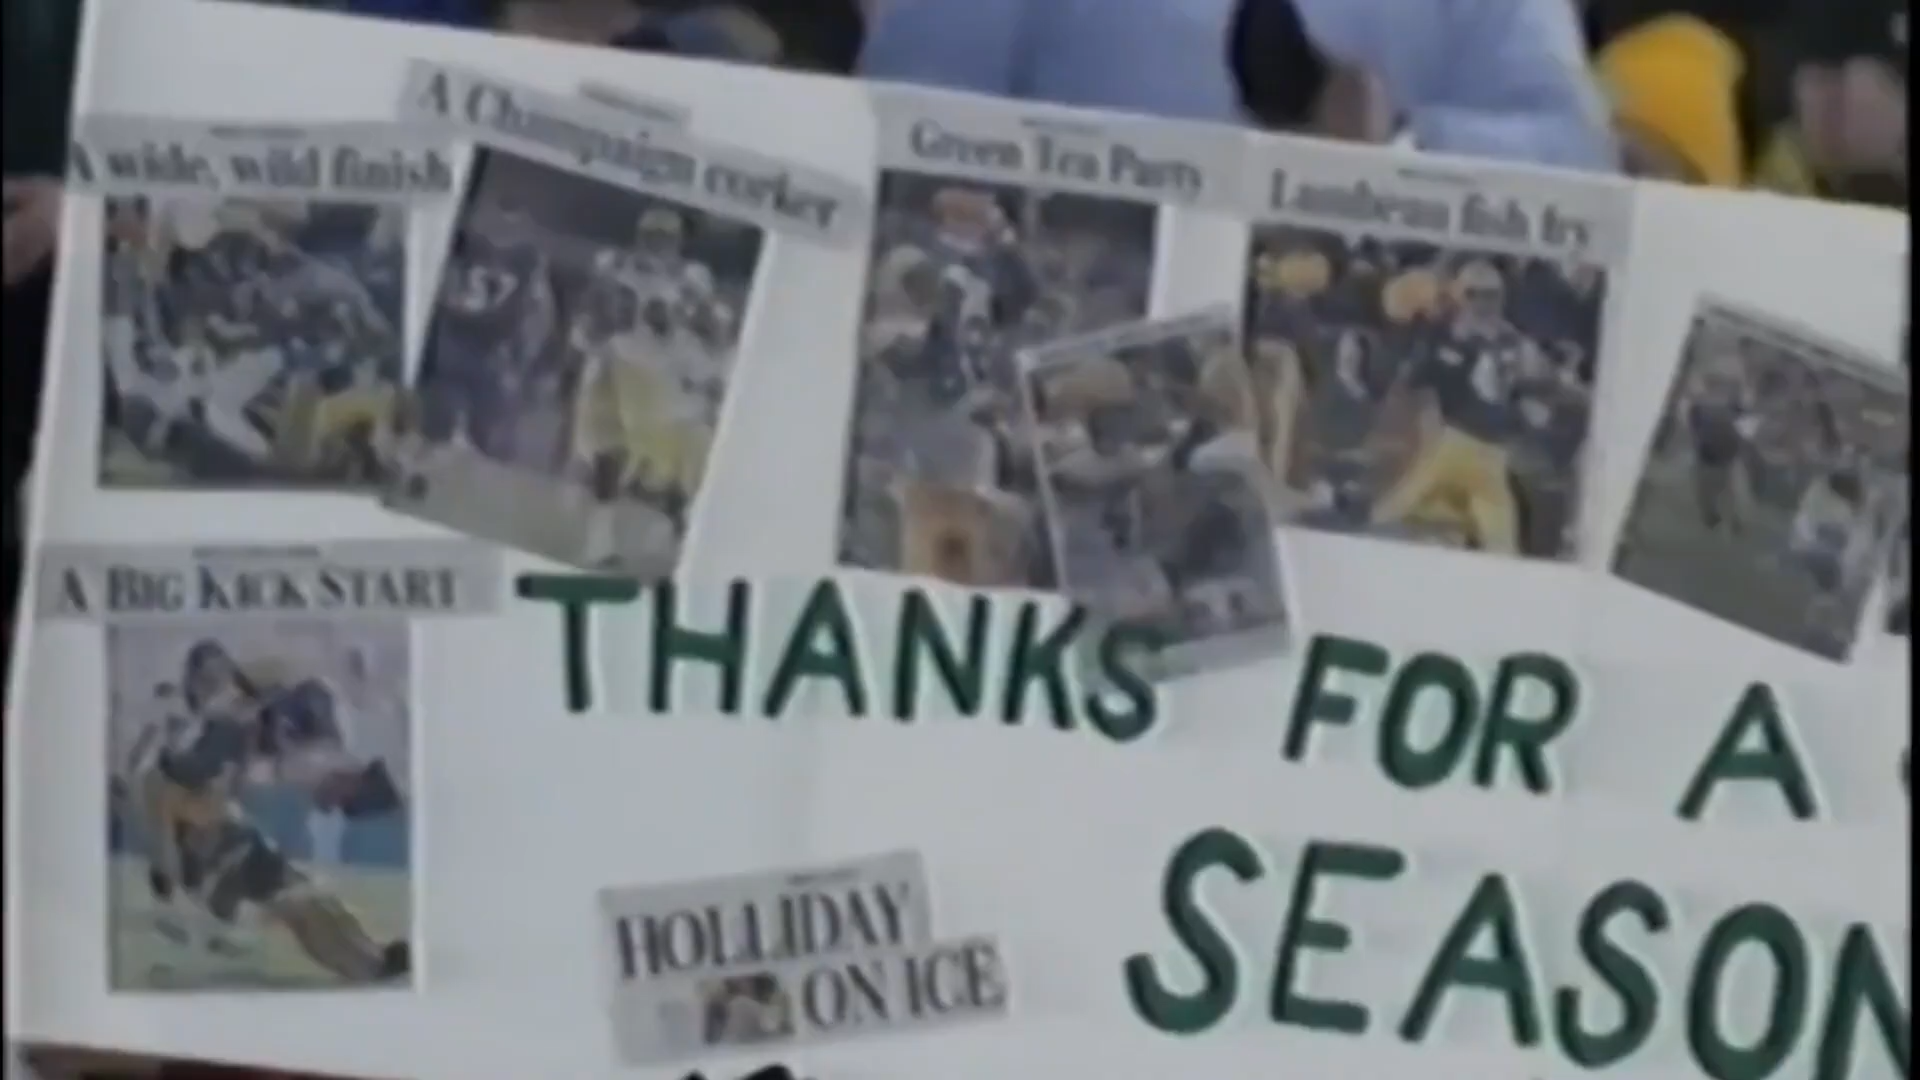 A wide, wild finish
A Champaign corker
Green Tea Party
Lambeau fish fry
57
A BIG KICK START
THANKS FOR A
SEASON
HOLLIDAY
ON ICE